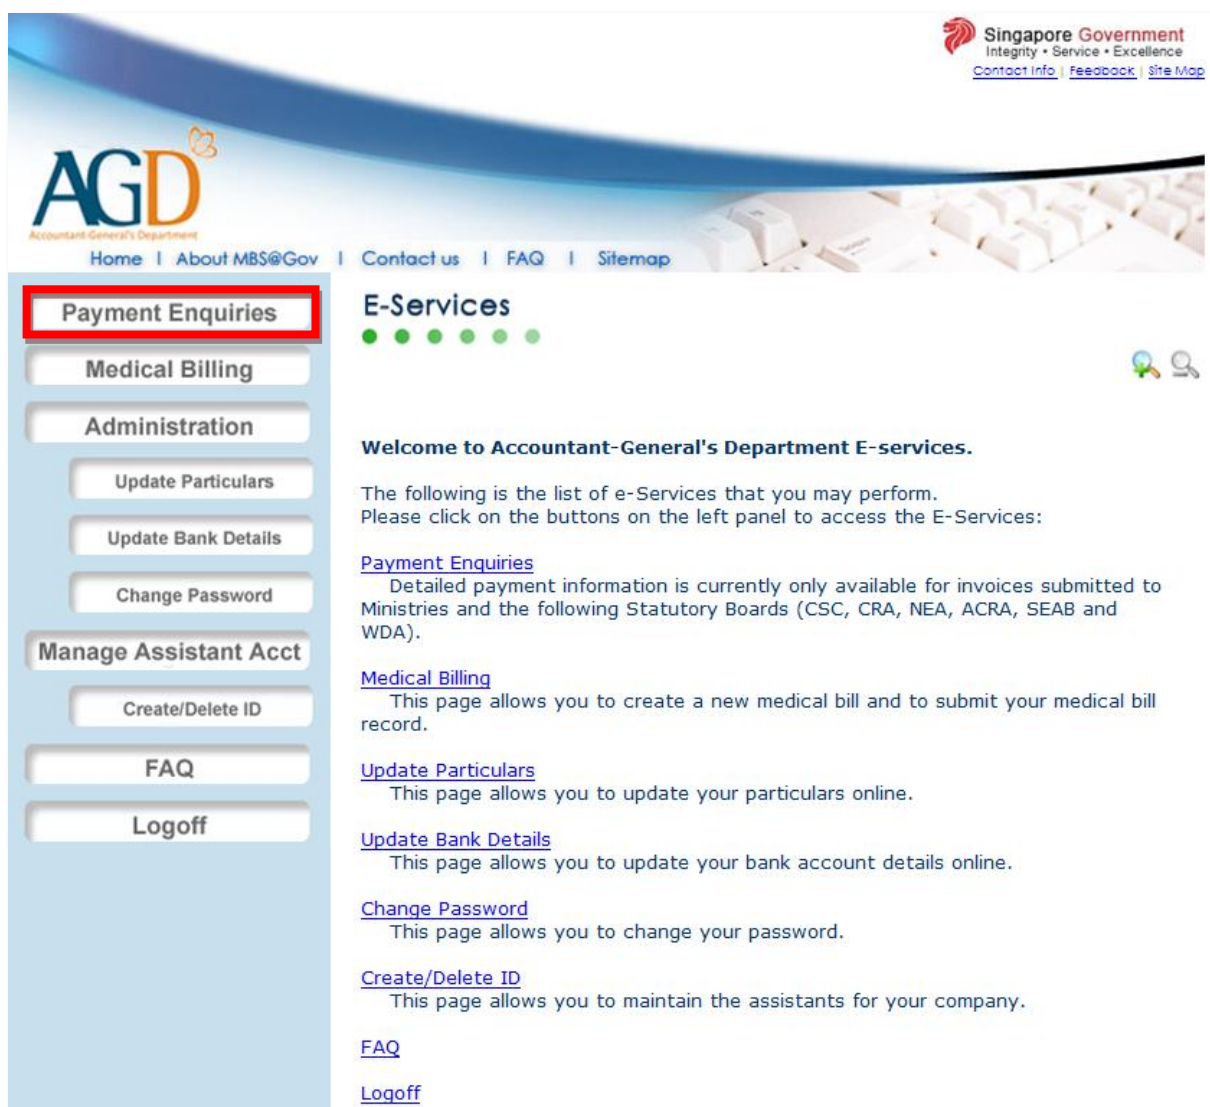 Singapore Government
Integrity • Service • Excellence
Contact Info | Feedback | Site Map
AGD
Accountant-General's Department
Home | About MBS@Gov | Contact us | FAQ | Sitemap
Payment Enquiries
Medical Billing
Administration
Update Particulars
Update Bank Details
Change Password
Manage Assistant Acct
Create/Delete ID
FAQ
Logoff
E-Services
Welcome to Accountant-General's Department E-services.
The following is the list of e-Services that you may perform.
Please click on the buttons on the left panel to access the E-Services:
Payment Enquiries
Detailed payment information is currently only available for invoices submitted to
Ministries and the following Statutory Boards (CSC, CRA, NEA, ACRA, SEAB and
WDA).
Medical Billing
This page allows you to create a new medical bill and to submit your medical bill
record.
Update Particulars
This page allows you to update your particulars online.
Update Bank Details
This page allows you to update your bank account details online.
Change Password
This page allows you to change your password.
Create/Delete ID
This page allows you to maintain the assistants for your company.
FAQ
Logoff